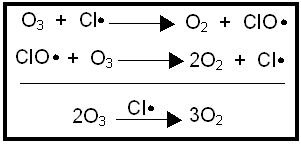 O₃ + Cl• ⟶ O₂ + ClO•
ClO• + O₃ ⟶ 2O₂ + Cl•
Cl•
2O₃ ⟶ 3O₂